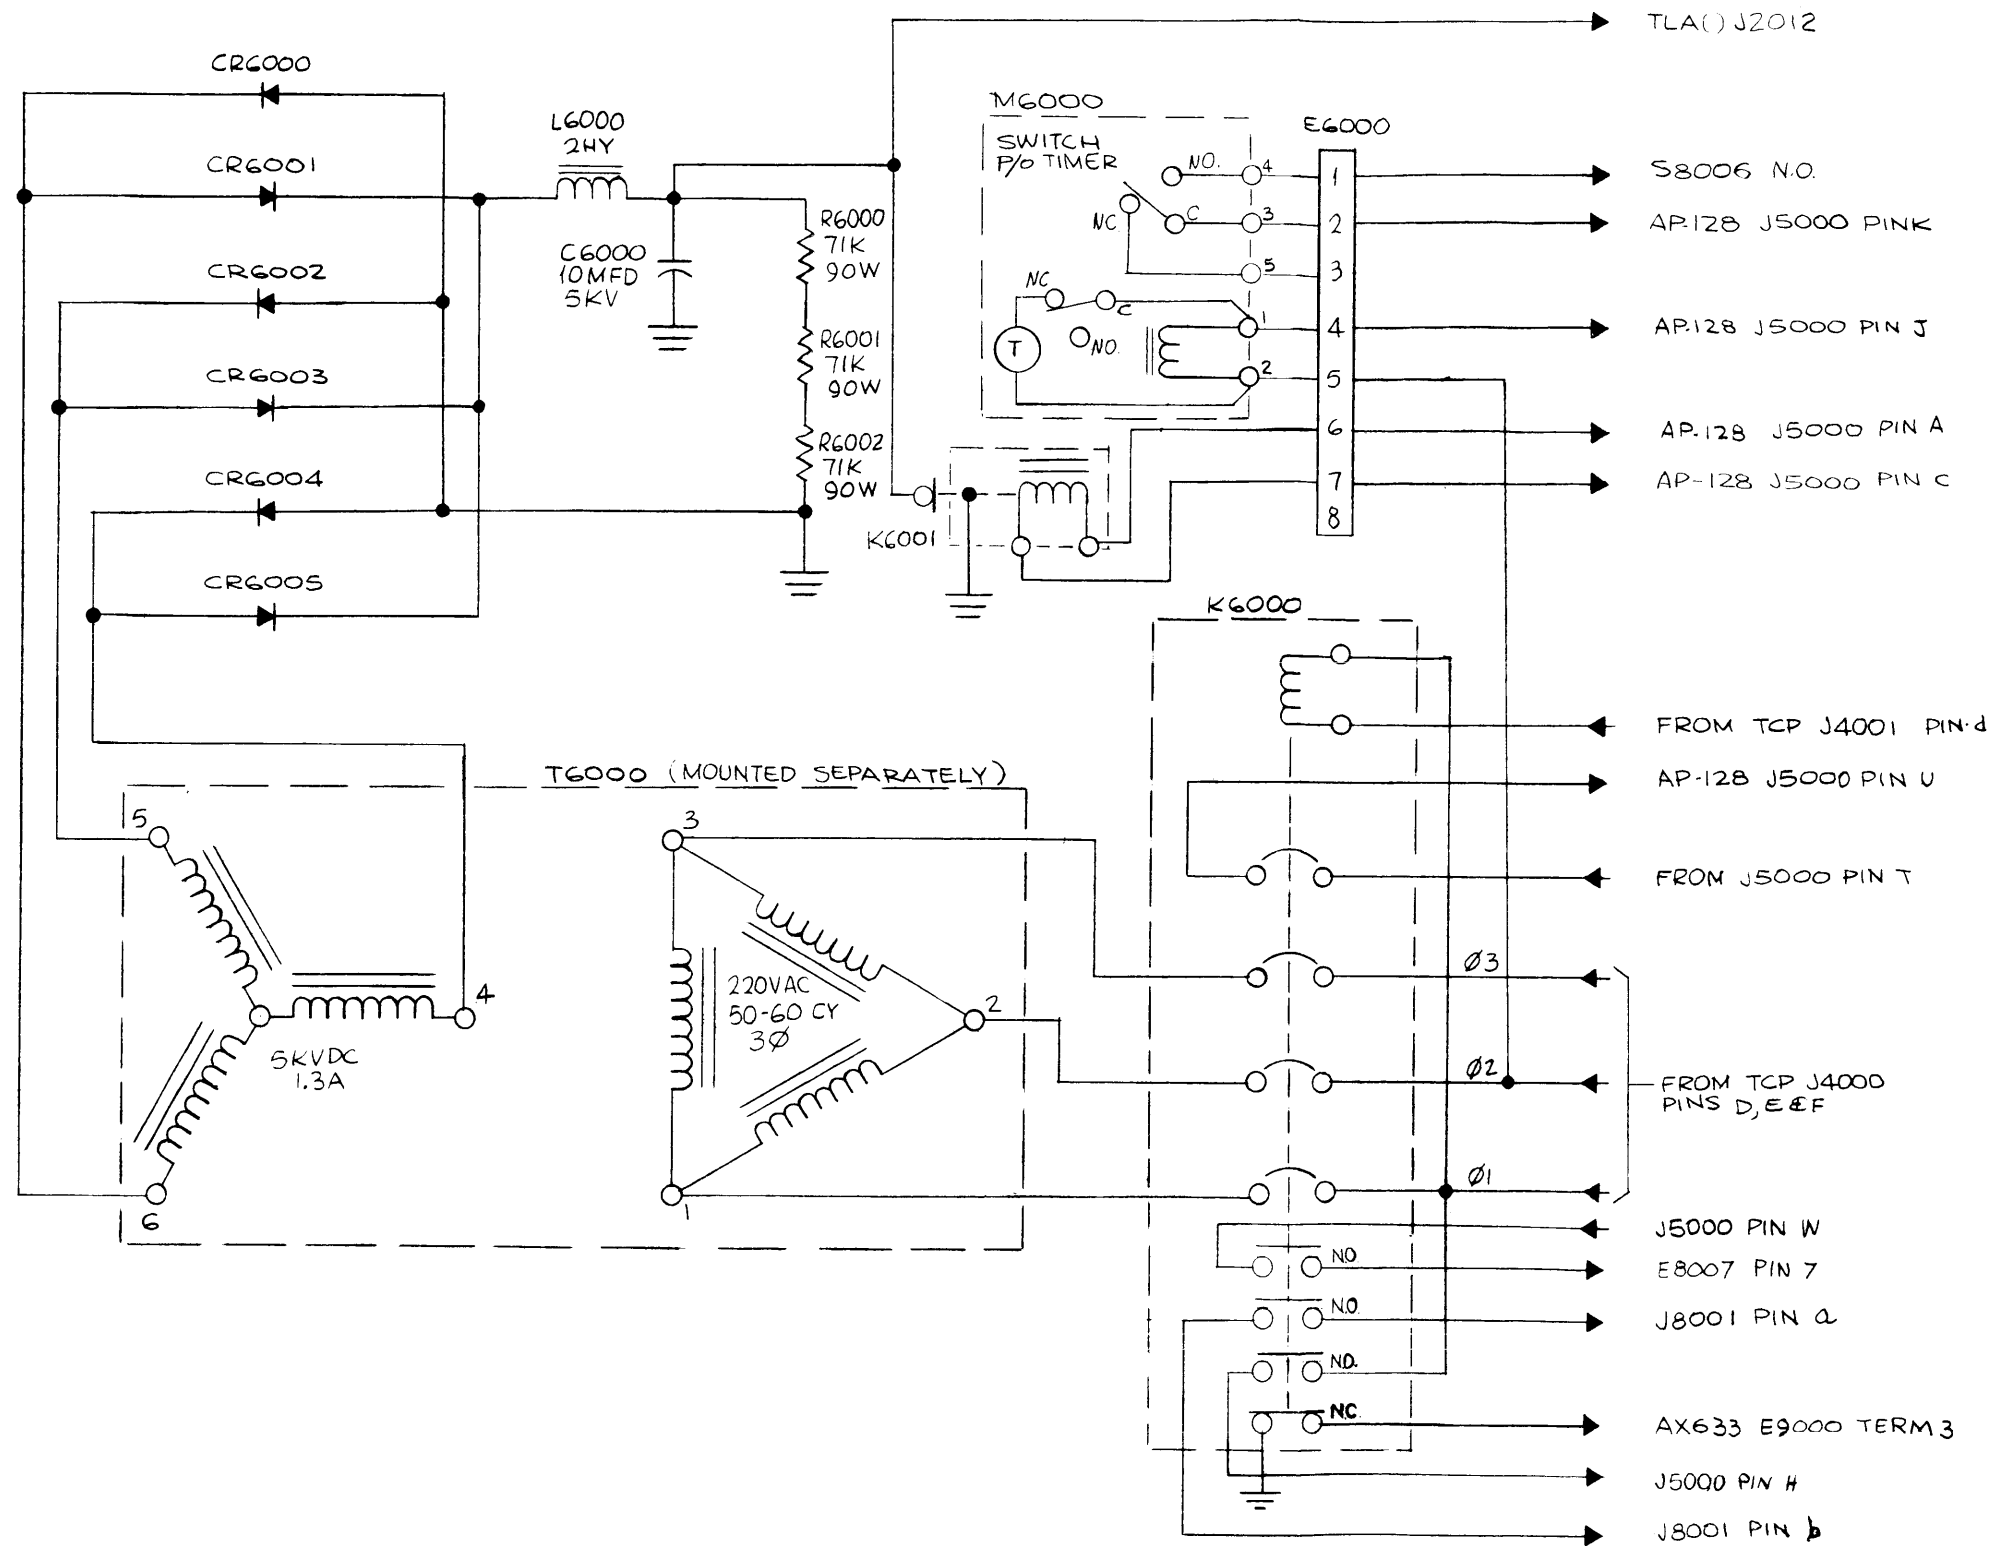 TLA() J2012
CR6000
M6000
L6000
2HY
E6000
SWITCH
P/O TIMER
NO.
4
1
S8006 N.O.
CR6001
C
3
2
AP-128 J5000 PINK
NC
R6000
71K
90W
C6000
10MFD
5KV
5
3
CR6002
NC
C
1
4
AP-128 J5000 PIN J
T
NO.
R6001
71K
90W
2
5
CR6003
6
AP-128 J5000 PIN A
R6002
71K
90W
CR6004
7
AP-128 J5000 PIN C
8
K6001
CR6005
K6000
FROM TCP J4001 PIN-d
T6000 (MOUNTED SEPARATELY)
AP-128 J5000 PIN U
5
3
FROM J5000 PIN T
Ø3
220VAC
50-60 CY
3Ø
4
2
5KVDC
1.3A
Ø2
FROM TCP J4000
PINS D, E & F
Ø1
6
1
J5000 PIN W
N.O
E8007 PIN 7
N.O.
J8001 PIN a
N.O.
N.C.
AX633 E9000 TERM 3
J5000 PIN H
J8001 PIN b